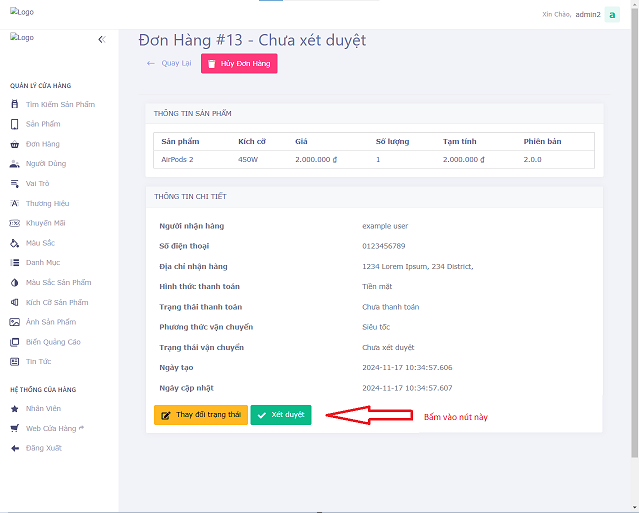 Logo
Xin Chào, admin2 a
Logo
Đơn Hàng #13 - Chưa xét duyệt
Quay Lại Hủy Đơn Hàng
QUẢN LÝ CỬA HÀNG
Tìm Kiếm Sản Phẩm
Sản Phẩm
Đơn Hàng
Người Dùng
Vai Trò
Thương Hiệu
Khuyến Mãi
Màu Sắc
Danh Mục
Màu Sắc Sản Phẩm
Kích Cỡ Sản Phẩm
Ảnh Sản Phẩm
Biển Quảng Cáo
Tin Tức
HỆ THỐNG CỬA HÀNG
Nhân Viên
Web Cửa Hàng
Đăng Xuất
THÔNG TIN SẢN PHẨM
Sản phẩm Kích cỡ Giá Số lượng Tạm tính Phiên bản
AirPods 2 450W 2.000.000 ₫ 1 2.000.000 ₫ 2.0.0
THÔNG TIN CHI TIẾT
Người nhận hàng example user
Số điện thoại 0123456789
Địa chỉ nhận hàng 1234 Lorem Ipsum, 234 District,
Hình thức thanh toán Tiền mặt
Trạng thái thanh toán Chưa thanh toán
Phương thức vận chuyển Siêu tốc
Trạng thái vận chuyển Chưa xét duyệt
Ngày tạo 2024-11-17 10:34:57.606
Ngày cập nhật 2024-11-17 10:34:57.607
Thay đổi trạng thái Xét duyệt Bấm vào nút này